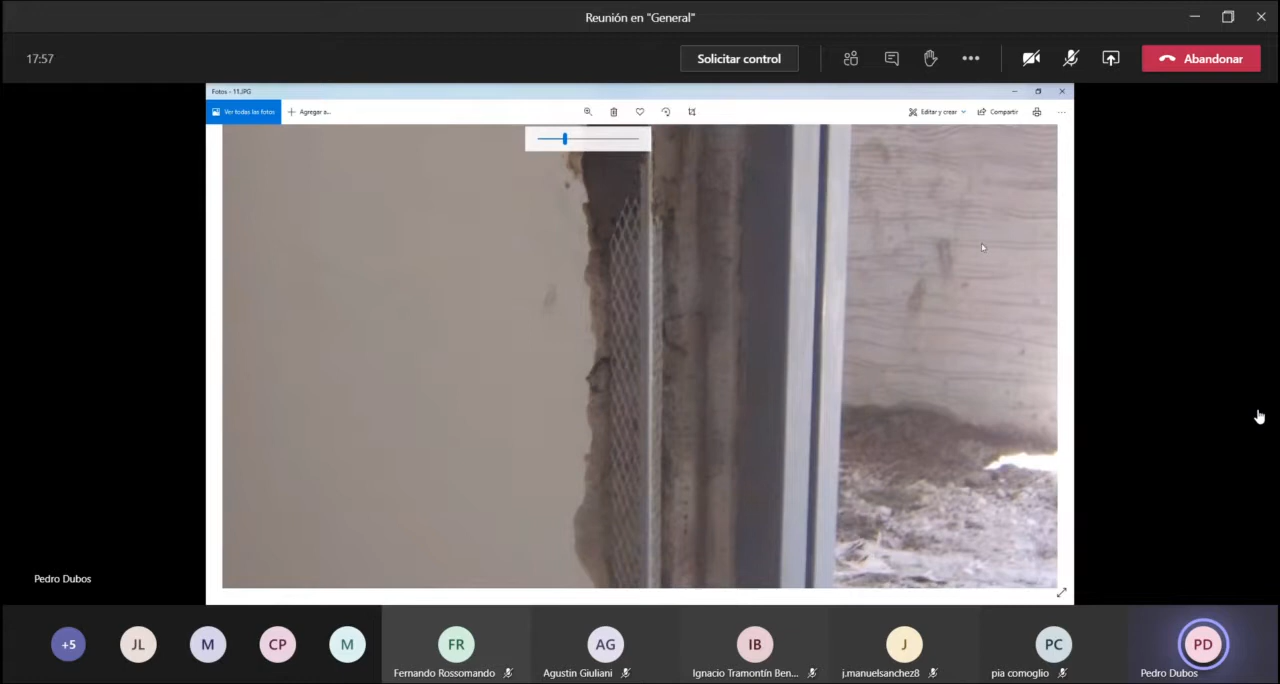 Reunión en "General"
17:57
Solicitar control
Abandonar
Fotos - 11.JPG
Ver todas las fotos
Agregar a...
Editar y crear
Compartir
Pedro Dubos
+5
JL
M
CP
M
FR
AG
IB
J
PC
PD
Fernando Rossomando
Agustin Giuliani
Ignacio Tramontín Ben...
j.manuelsanchez8
pia comoglio
Pedro Dubos